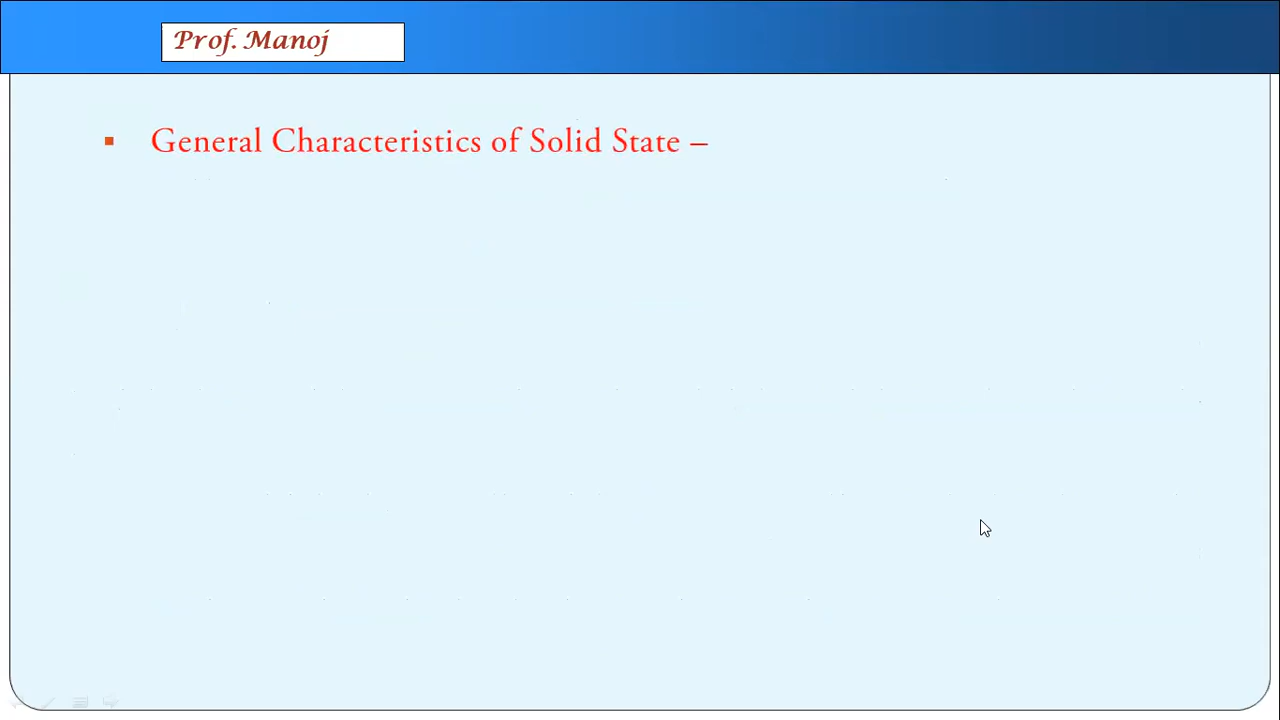 Prof. Manoj
▪ General Characteristics of Solid State –